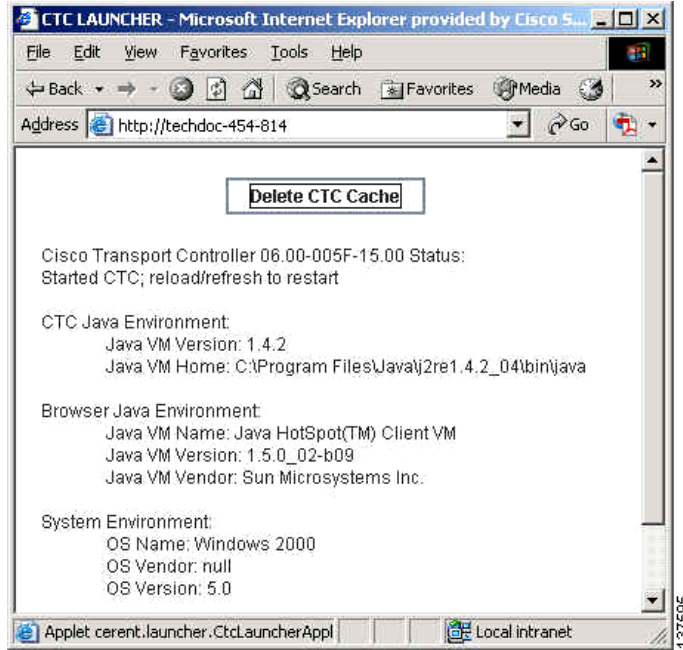 CTC LAUNCHER - Microsoft Internet Explorer provided by Cisco S...
File Edit View Favorites Tools Help
Back Search Favorites Media »
Address http://techdoc-454-814 Go
Delete CTC Cache
Cisco Transport Controller 06.00-005F-15.00 Status:
Started CTC; reload/refresh to restart
CTC Java Environment:
Java VM Version: 1.4.2
Java VM Home: C:\Program Files\Java\j2re1.4.2_04\bin\java
Browser Java Environment:
Java VM Name: Java HotSpot(TM) Client VM
Java VM Version: 1.5.0_02-b09
Java VM Vendor: Sun Microsystems Inc.
System Environment:
OS Name: Windows 2000
OS Vendor: null
OS Version: 5.0
Applet cerent.launcher.CtcLauncherAppl Local intranet